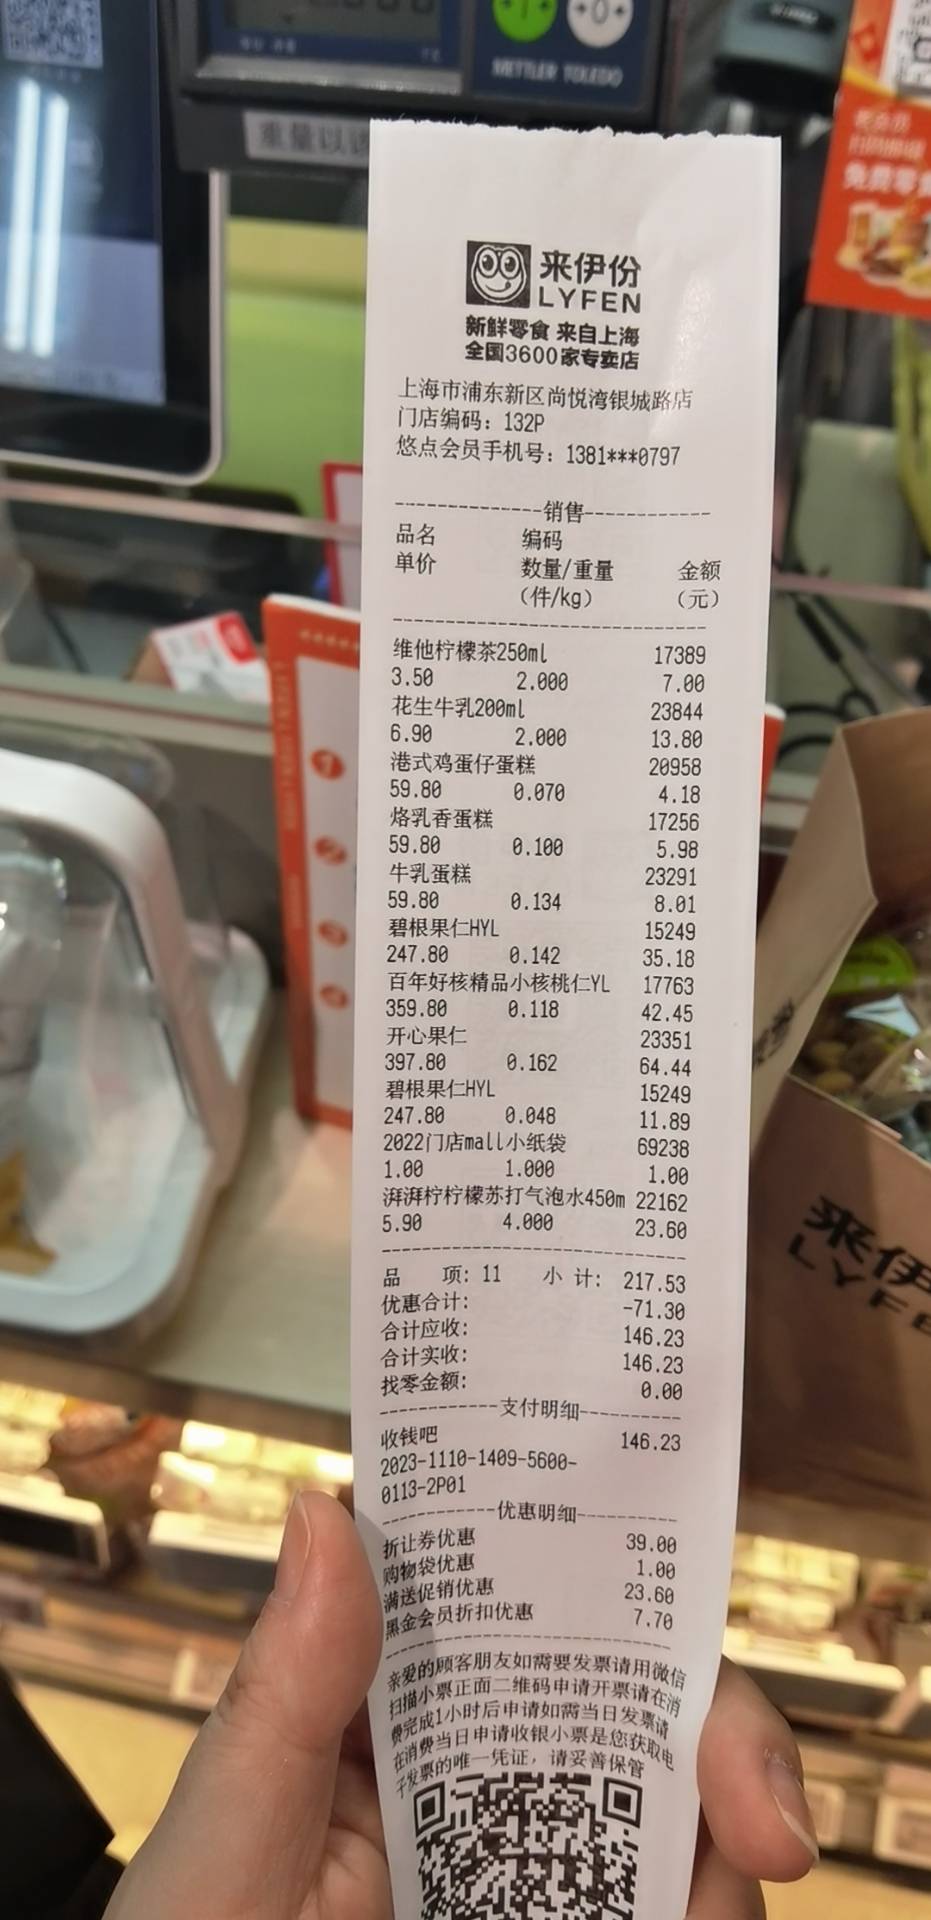 METTLER TOLEDO
重量以
免费零
来伊份
LYFEN
新鲜零食 来自上海
全国3600家专卖店
上海市浦东新区尚悦湾银城路店
门店编码：132P
悠点会员手机号：1381***0797
---------------销售-------------
品名 编码
单价 数量/重量 金额
（件/kg） （元）
维他柠檬茶250ml 17389
3.50 2.000 7.00
花生牛乳200ml 23844
6.90 2.000 13.80
港式鸡蛋仔蛋糕 20958
59.80 0.070 4.18
烙乳香蛋糕 17256
59.80 0.100 5.98
牛乳蛋糕 23291
59.80 0.134 8.01
碧根果仁HYL 15249
247.80 0.142 35.18
百年好核精品小核桃仁YL 17763
359.80 0.118 42.45
开心果仁 23351
397.80 0.162 64.44
碧根果仁HYL 15249
247.80 0.048 11.89
2022门店mall小纸袋 69238
1.00 1.000 1.00
湃湃柠柠檬苏打气泡水450m 22162
5.90 4.000 23.60
品 项: 11 小 计: 217.53
优惠合计: -71.30
合计应收: 146.23
合计实收: 146.23
找零金额: 0.00
------------支付明细-----------
收钱吧 146.23
2023-1110-1409-5600-
0113-2P01
------------优惠明细-----------
折让券优惠 39.00
购物袋优惠 1.00
满送促销优惠 23.60
黑金会员折扣优惠 7.70
亲爱的顾客朋友如需要发票请用微信
扫描小票正面二维码申请开票请在消
费完成1小时后申请如需当日发票请
在消费当日申请收银小票是您获取电
子发票的唯一凭证，请妥善保管
来伊
LYFE